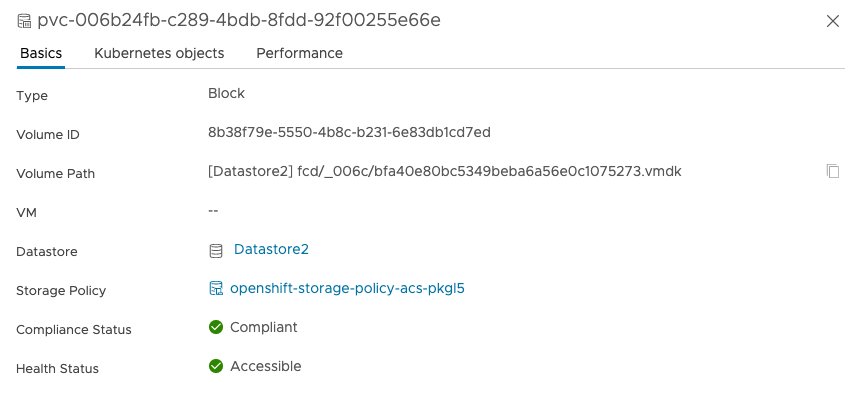 pvc-006b24fb-c289-4bdb-8fdd-92f00255e66e
Basics Kubernetes objects Performance
Type Block
Volume ID 8b38f79e-5550-4b8c-b231-6e83db1cd7ed
Volume Path [Datastore2] fcd/_006c/bfa40e80bc5349beba6a56e0c1075273.vmdk
VM --
Datastore Datastore2
Storage Policy openshift-storage-policy-acs-pkgl5
Compliance Status Compliant
Health Status Accessible